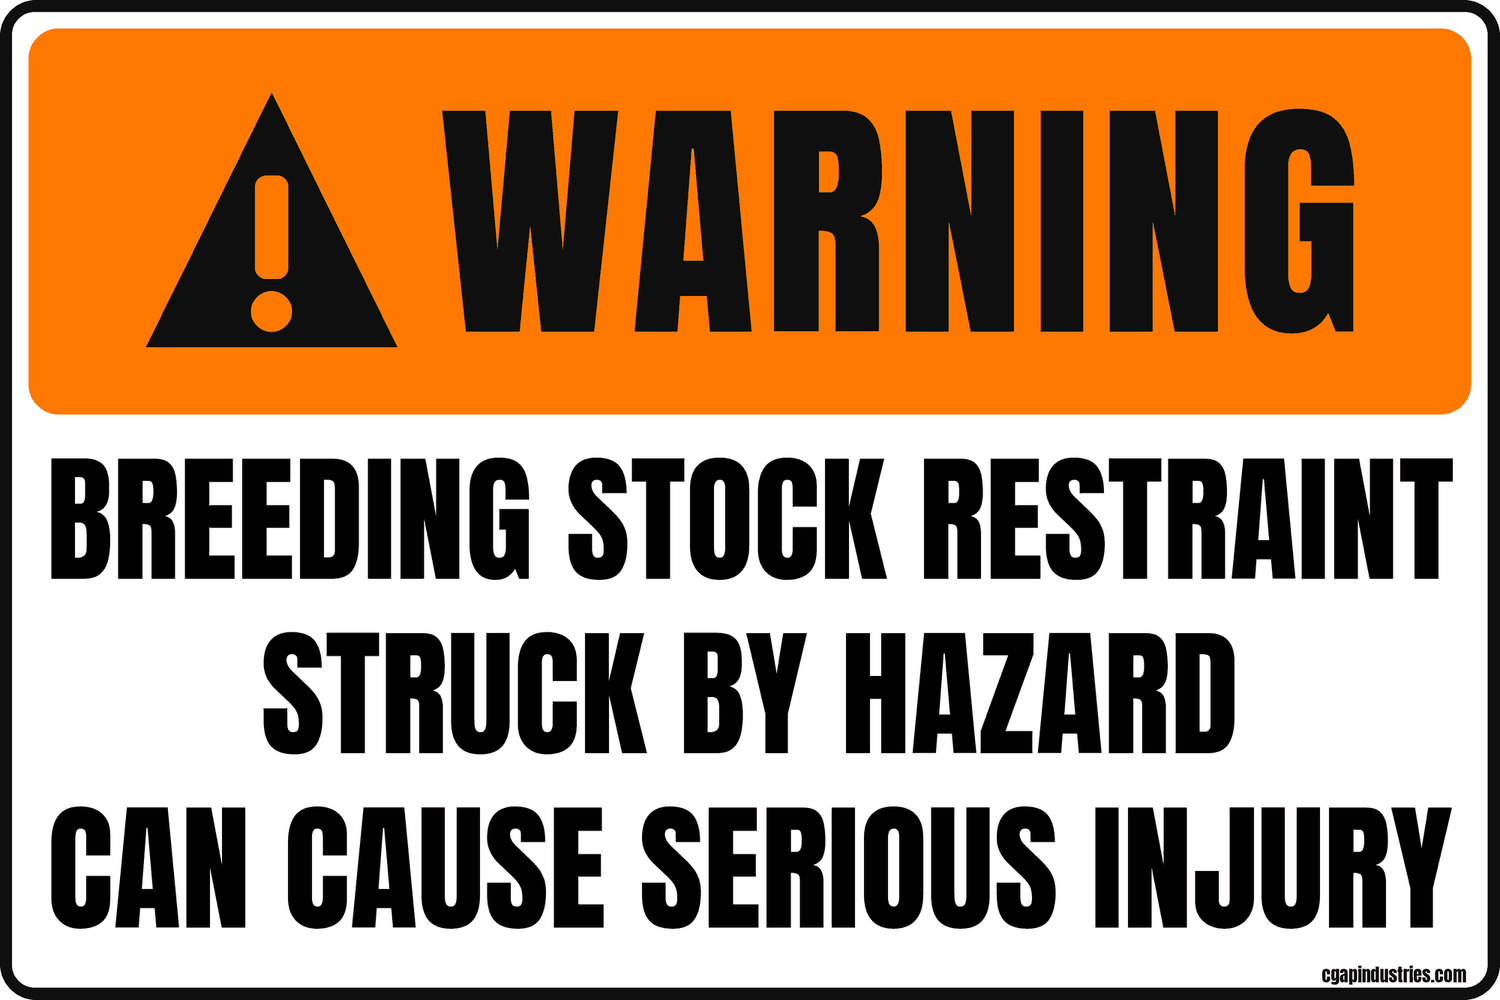 WARNING
BREEDING STOCK RESTRAINT
STRUCK BY HAZARD
CAN CAUSE SERIOUS INJURY
cgapindustries.com